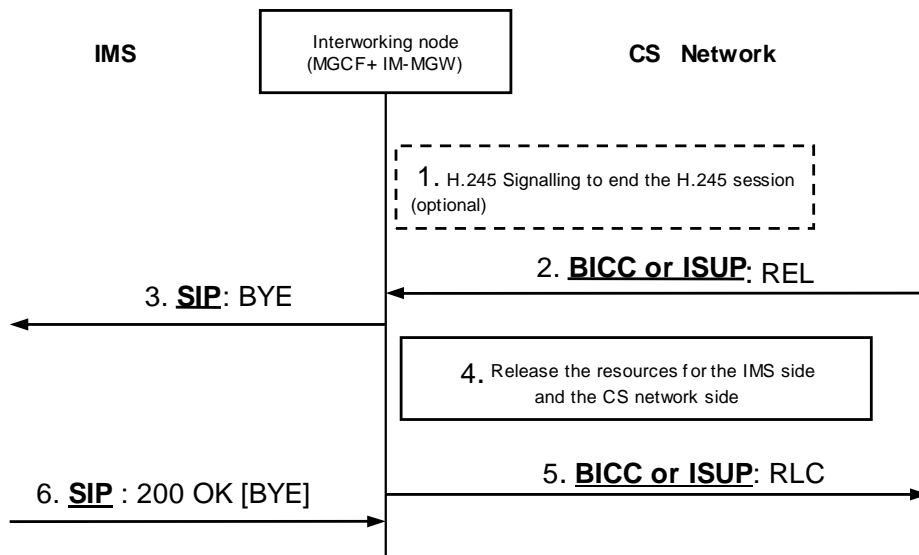 IMS
Interworking node
(MGCF+ IM-MGW)
CS Network
1. H.245 Signalling to end the H.245 session
(optional)
2. BICC or ISUP: REL
3. SIP: BYE
4. Release the resources for the IMS side
and the CS network side
5. BICC or ISUP: RLC
6. SIP : 200 OK [BYE]